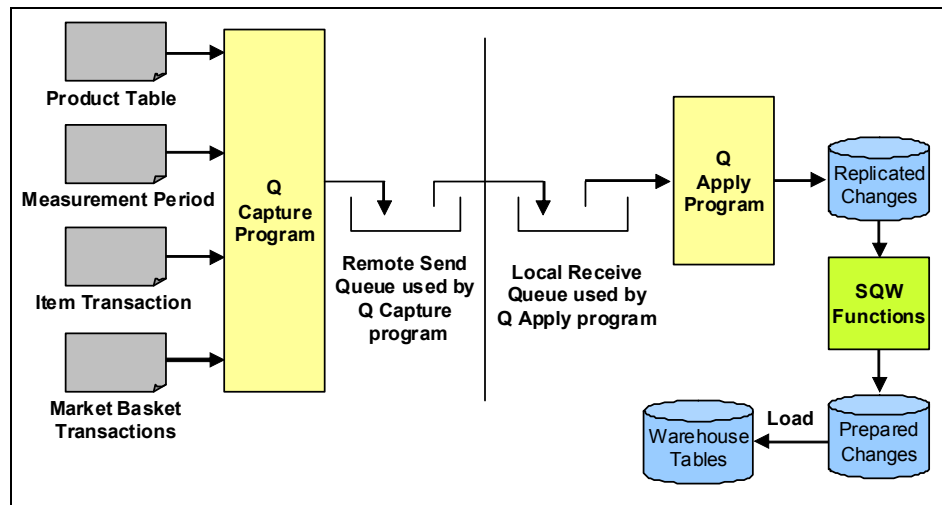 Product Table
Measurement Period
Item Transaction
Market Basket
Transactions
Q
Capture
Program
Remote Send
Queue used by
Q Capture
program
Local Receive
Queue used by
Q Apply program
Q
Apply
Program
Replicated
Changes
SQW
Functions
Prepared
Changes
Load
Warehouse
Tables